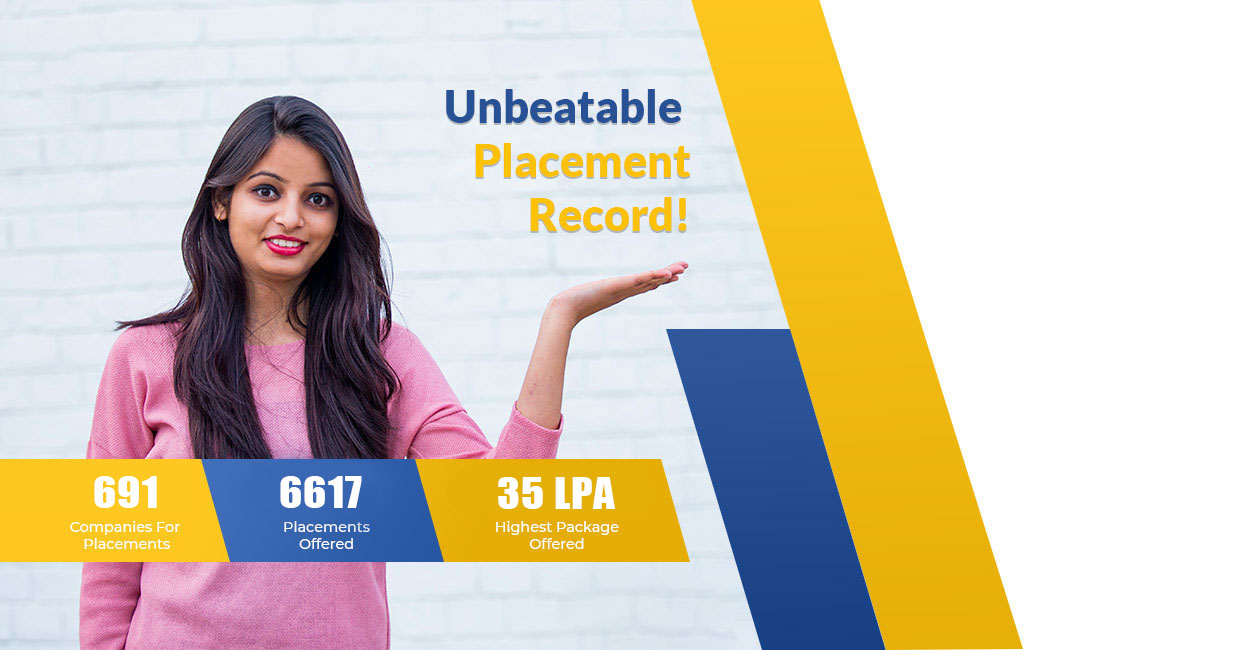 Unbeatable
Placement
Record!
691
Companies For
Placements
6617
Placements
Offered
35 LPA
Highest Package
Offered